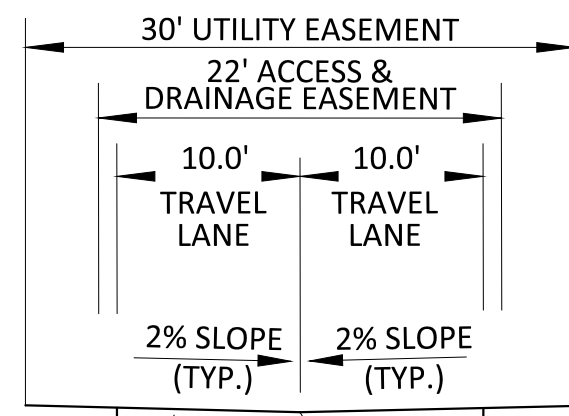 30' UTILITY EASEMENT
22' ACCESS &
DRAINAGE EASEMENT
10.0' 10.0'
TRAVEL TRAVEL
LANE LANE
2% SLOPE 2% SLOPE
(TYP.) (TYP.)